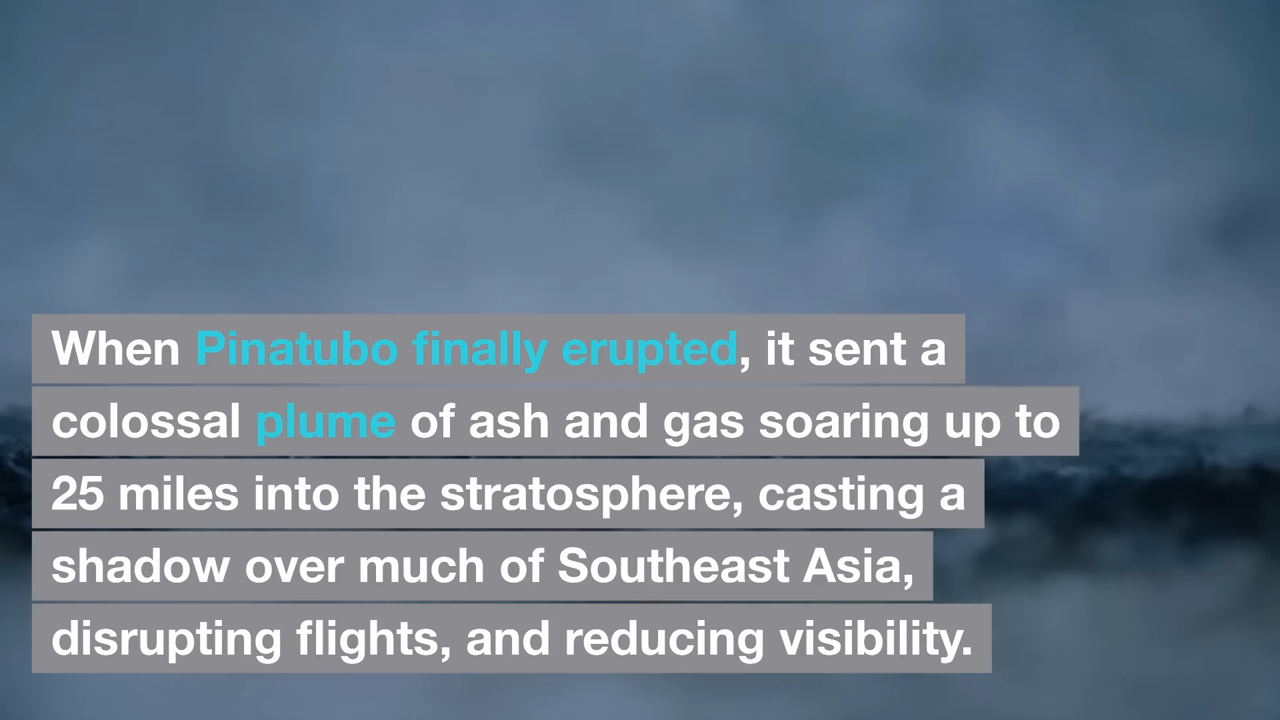 When Pinatubo finally erupted, it sent a
colossal plume of ash and gas soaring up to
25 miles into the stratosphere, casting a
shadow over much of Southeast Asia,
disrupting flights, and reducing visibility.